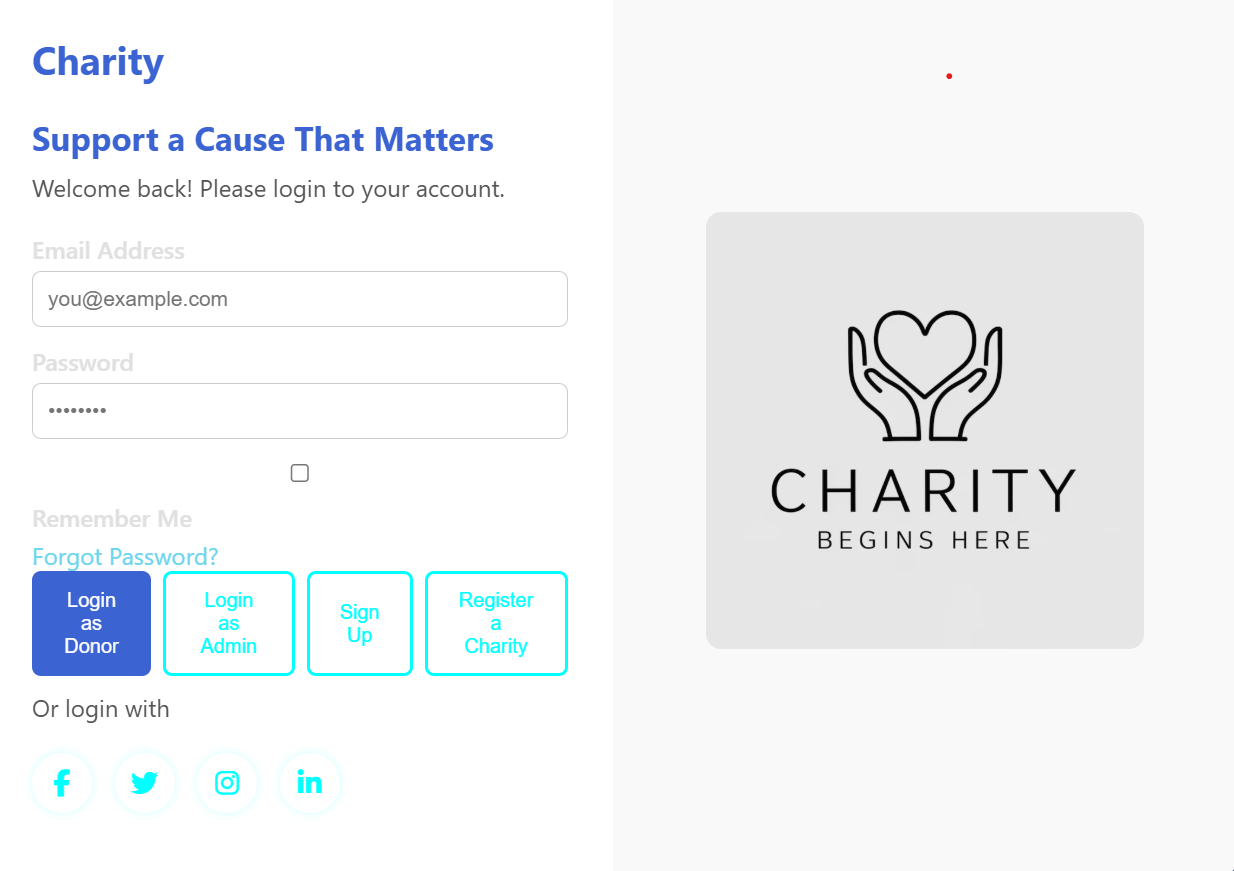 Charity
Support a Cause That Matters
Welcome back! Please login to your account.
Email Address
you@example.com
Password
••••••••
Remember Me
Forgot Password?
Login
as
Donor
Login
as
Admin
Sign
Up
Register
a
Charity
Or login with
CHARITY
BEGINS HERE